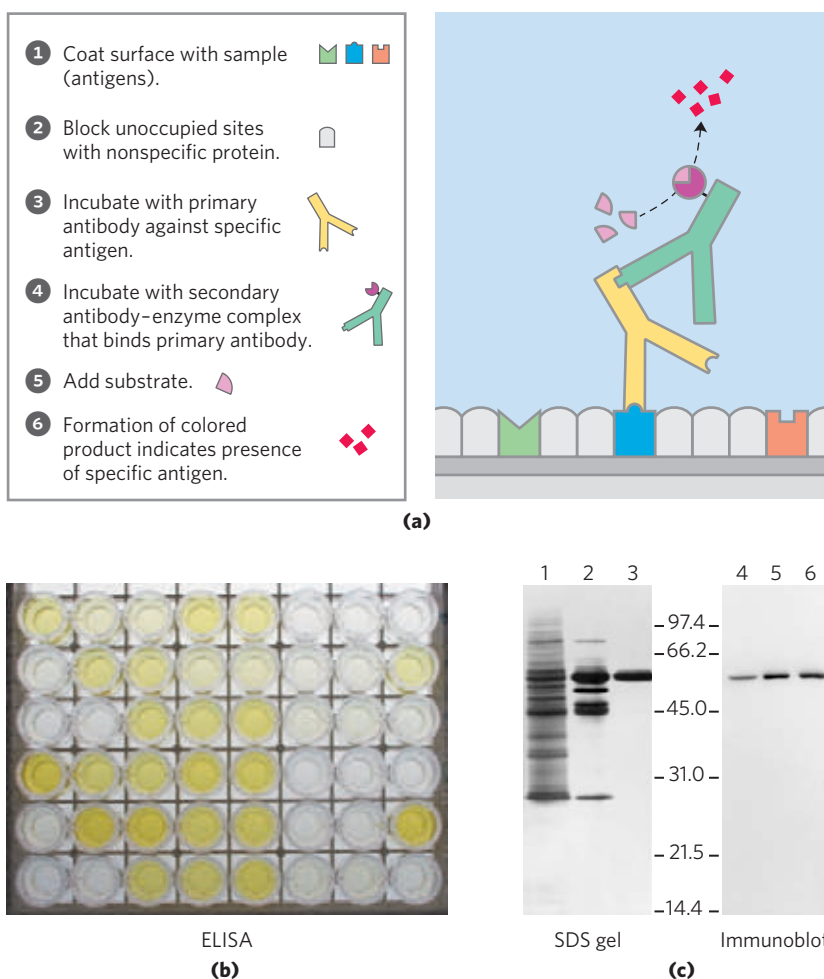 1 Coat surface with sample
(antigens).
2 Block unoccupied sites
with nonspecific protein.
3 Incubate with primary
antibody against specific
antigen.
4 Incubate with secondary
antibody–enzyme complex
that binds primary antibody.
5 Add substrate.
6 Formation of colored
product indicates presence
of specific antigen.
(a)
ELISA
(b)
1 2 3 4 5 6
97.4
66.2
45.0
31.0
21.5
14.4
SDS gel Immunoblot
(c)